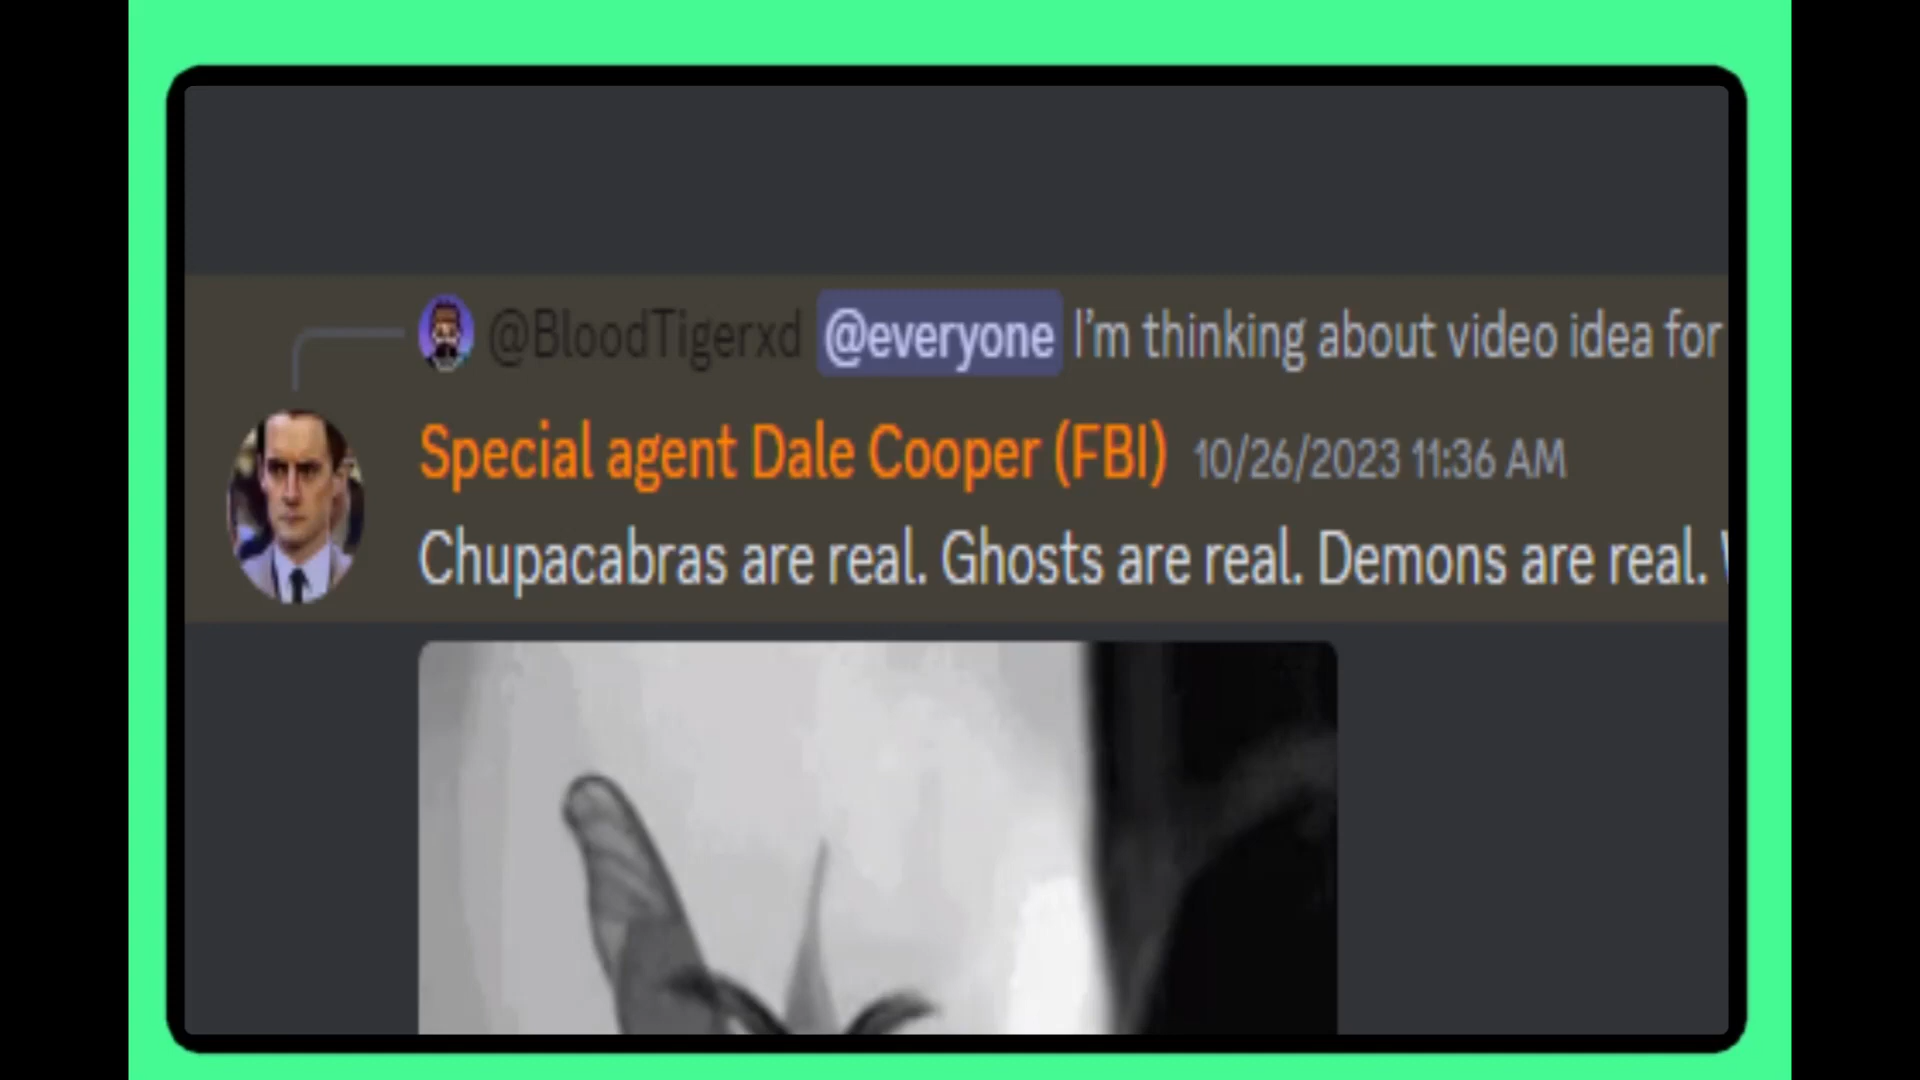 @BloodTigerxd @everyone I'm thinking about video idea for
Special agent Dale Cooper (FBI) 10/26/2023 11:36 AM
Chupacabras are real. Ghosts are real. Demons are real.